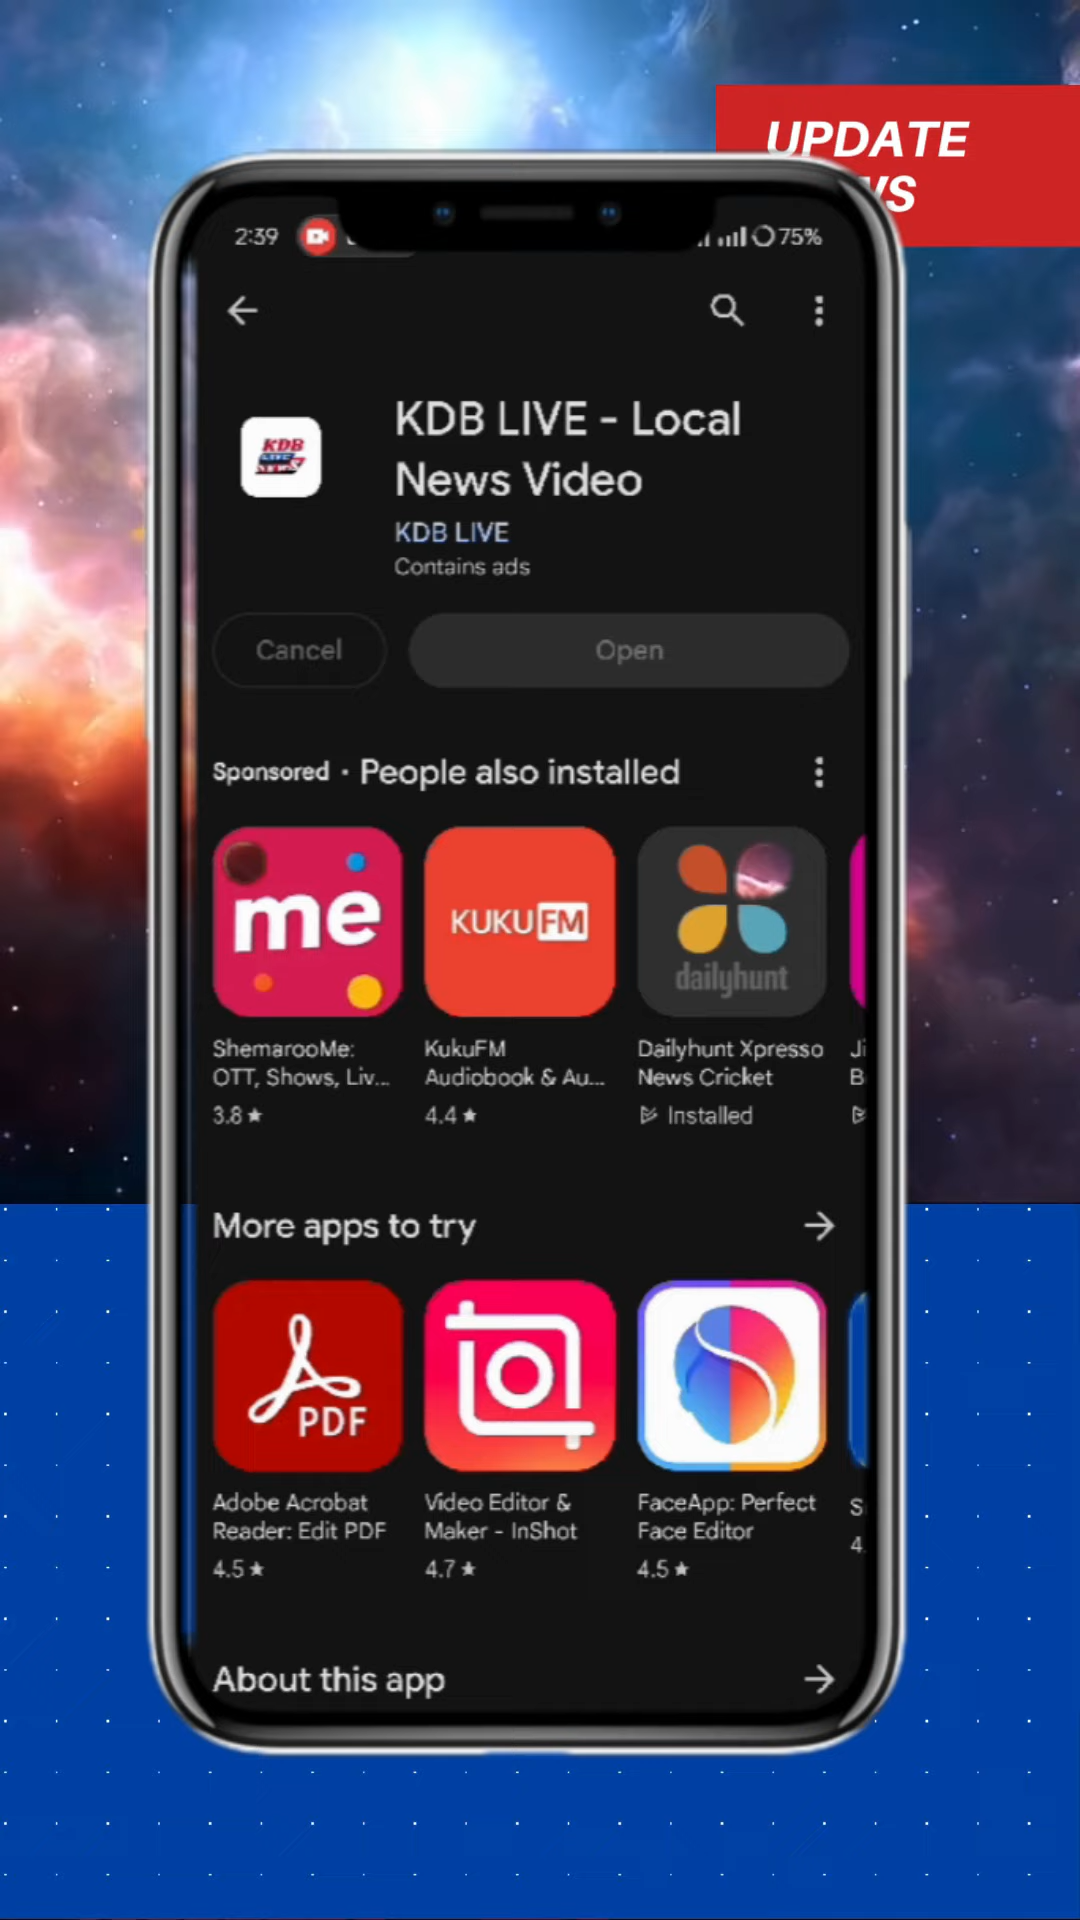 UPDATE
2:39
75%
KDB LIVE - Local
News Video
KDB LIVE
Contains ads
KDB
LIVE
NEWS
Cancel
Open
Sponsored · People also installed
me
KUKU FM
dailyhunt
ShemarooMe:
OTT, Shows, Liv...
3.8 ★
KukuFM
Audiobook & Au...
4.4 ★
Dailyhunt Xpresso
News Cricket
Installed
More apps to try
PDF
Adobe Acrobat
Reader: Edit PDF
4.5 ★
Video Editor &
Maker - InShot
4.7 ★
FaceApp: Perfect
Face Editor
4.5 ★
About this app